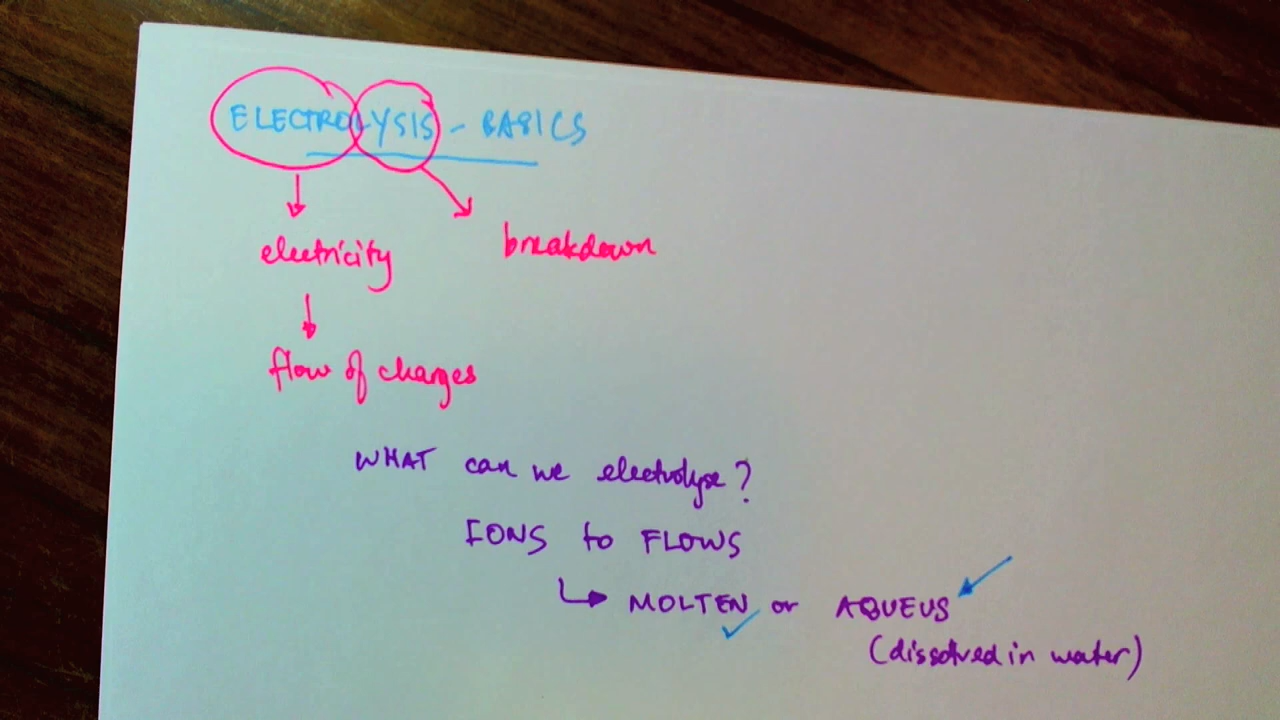 ELECTROLYSIS - BASICS
electricity
breakdown
flow of charges
WHAT can we electrolyse?
IONS to FLOWS
MOLTEN or AQUEUS
(dissolved in water)